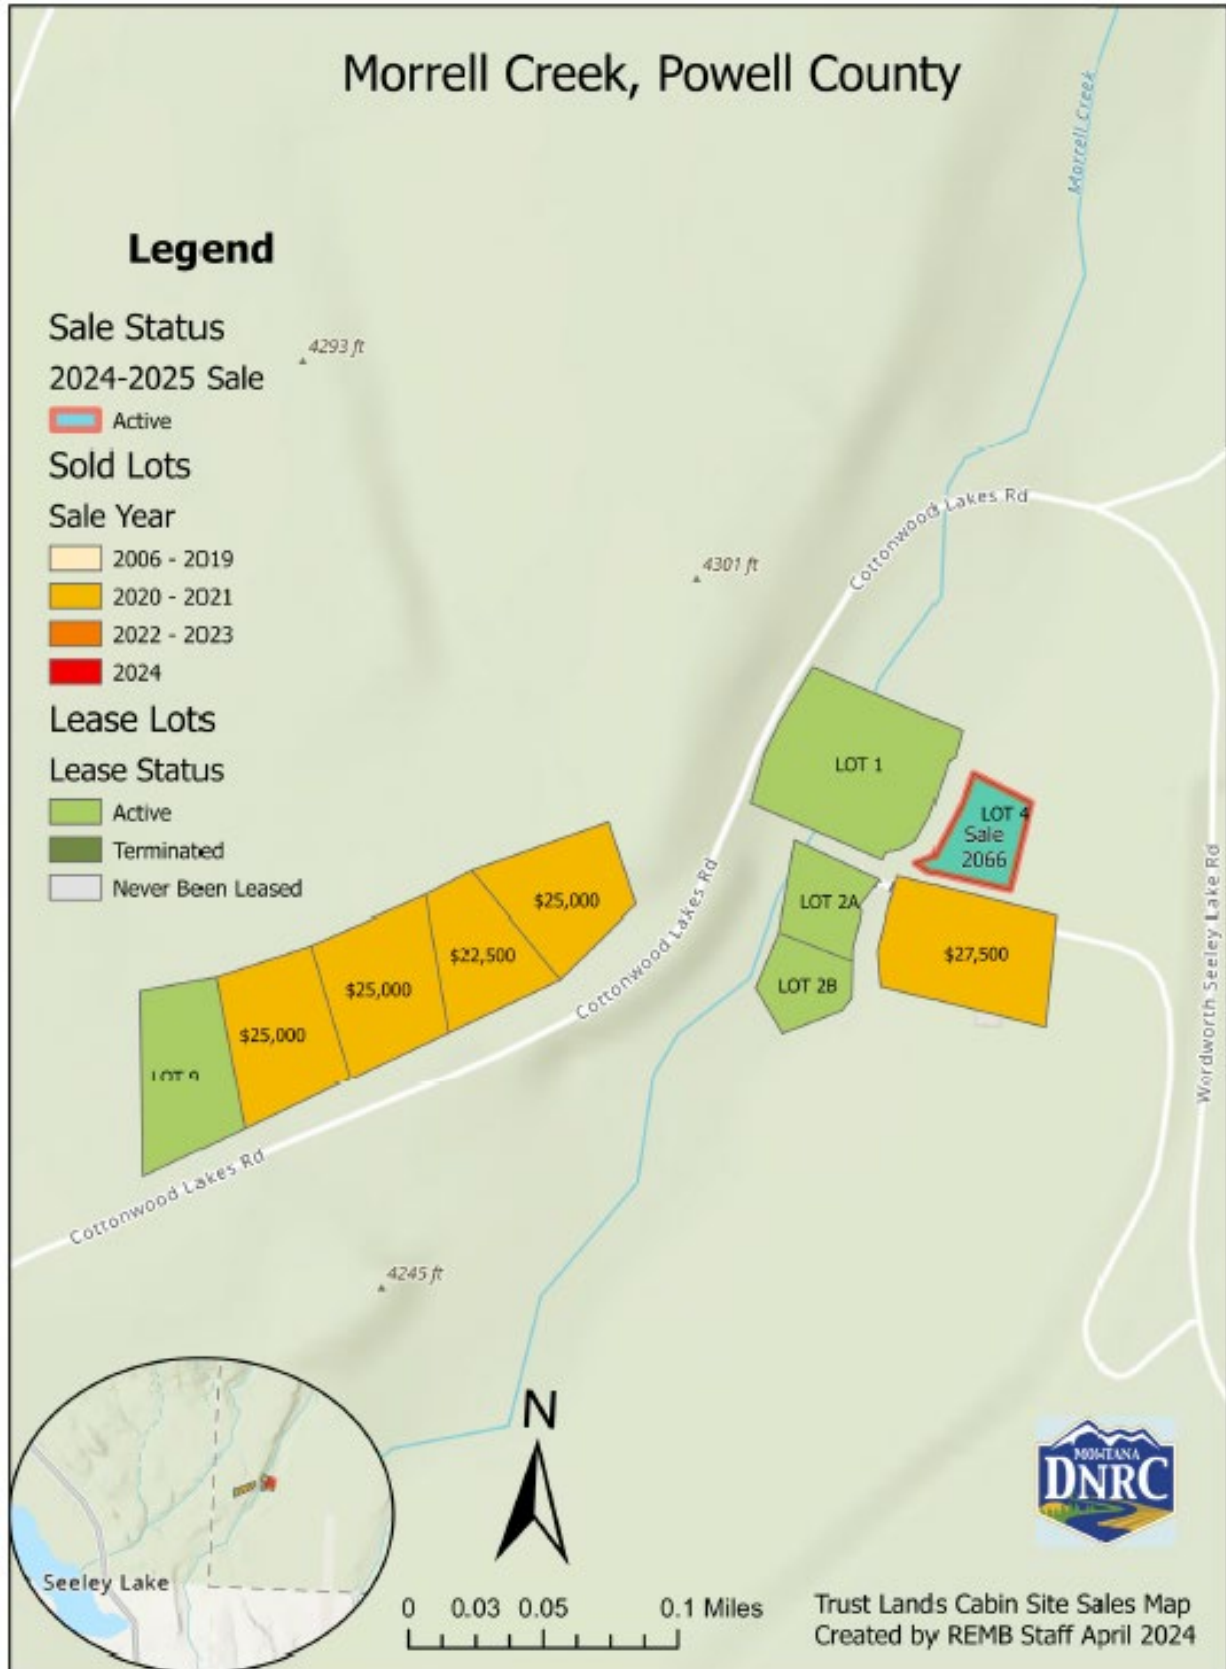 Morrell Creek, Powell County
Morrell Creek
Legend
Sale Status
2024-2025 Sale
Active
Sold Lots
Sale Year
2006 - 2019
2020 - 2021
2022 - 2023
2024
Lease Lots
Lease Status
Active
Terminated
Never Been Leased
4293 ft
4301 ft
Cottonwood Lakes Rd
LOT 1
LOT 4
Sale
2066
LOT 2A
LOT 2B
$27,500
Wordworth Seeley Lake Rd
Cottonwood Lakes Rd
$25,000
$22,500
$25,000
$25,000
LOT 9
Cottonwood Lakes Rd
4245 ft
Seeley Lake
N
0 0.03 0.05 0.1 Miles
MONTANA
DNRC
Trust Lands Cabin Site Sales Map
Created by REMB Staff April 2024